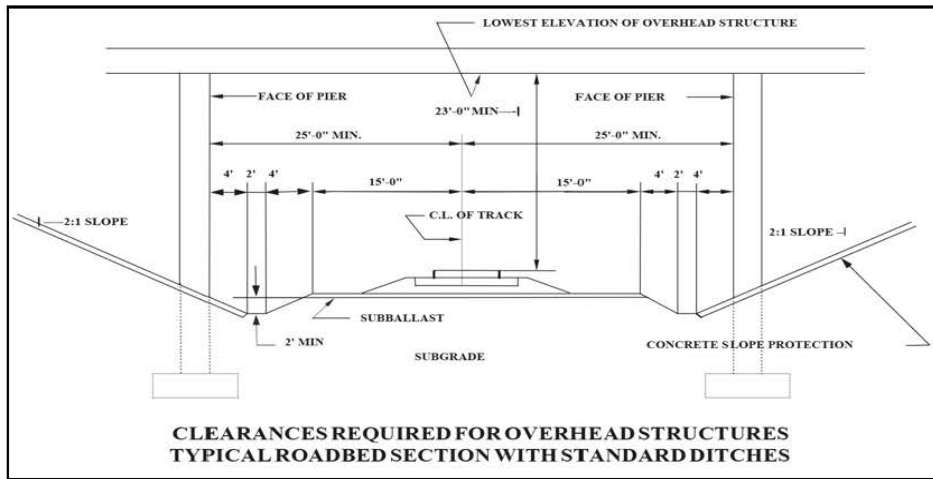 LOWEST ELEVATION OF OVERHEAD STRUCTURE
FACE OF PIER
FACE OF PIER
23'-0" MIN
25'-0" MIN.
25'-0" MIN.
4' 2' 4'
15'-0"
15'-0"
4' 2' 4'
C.L. OF TRACK
2:1 SLOPE
2:1 SLOPE
SUBBALLAST
2' MIN
CONCRETE SLOPE PROTECTION
SUBGRADE
CLEARANCES REQUIRED FOR OVERHEAD STRUCTURES
TYPICAL ROADBED SECTION WITH STANDARD DITCHES